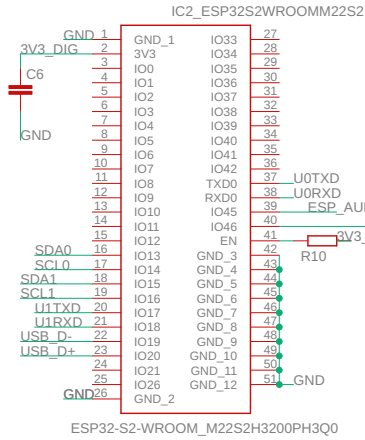 IC2_ESP32S2WROOMM22S2
GND 1 GND_1 IO33 27
3V3_DIG 2 3V3 IO34 28
3 IO0 IO35 29
C6 4 IO1 IO36 30
5 IO2 IO37 31
6 IO3 IO38 32
7 IO4 IO39 33
GND 8 IO5 IO40 34
9 IO6 IO41 35
10 IO7 IO42 36
11 IO8 TXD0 37 U0TXD
12 IO9 RXD0 38 U0RXD
13 IO10 IO45 39 ESP_AU
14 IO11 IO46 40
15 IO12 EN 41 3V3_
R10
SDA0 16 IO13 GND_3 42
SCL0 17 IO14 GND_4 43
SDA1 18 IO15 GND_5 44
SCL1 19 IO16 GND_6 45
U1TXD 20 IO17 GND_7 46
U1RXD 21 IO18 GND_8 47
USB_D- 22 IO19 GND_9 48
USB_D+ 23 IO20 GND_10 49
24 IO21 GND_11 50
25 IO26 GND_12 51 GND
GND 26 GND_2
ESP32-S2-WROOM_M22S2H3200PH3Q0